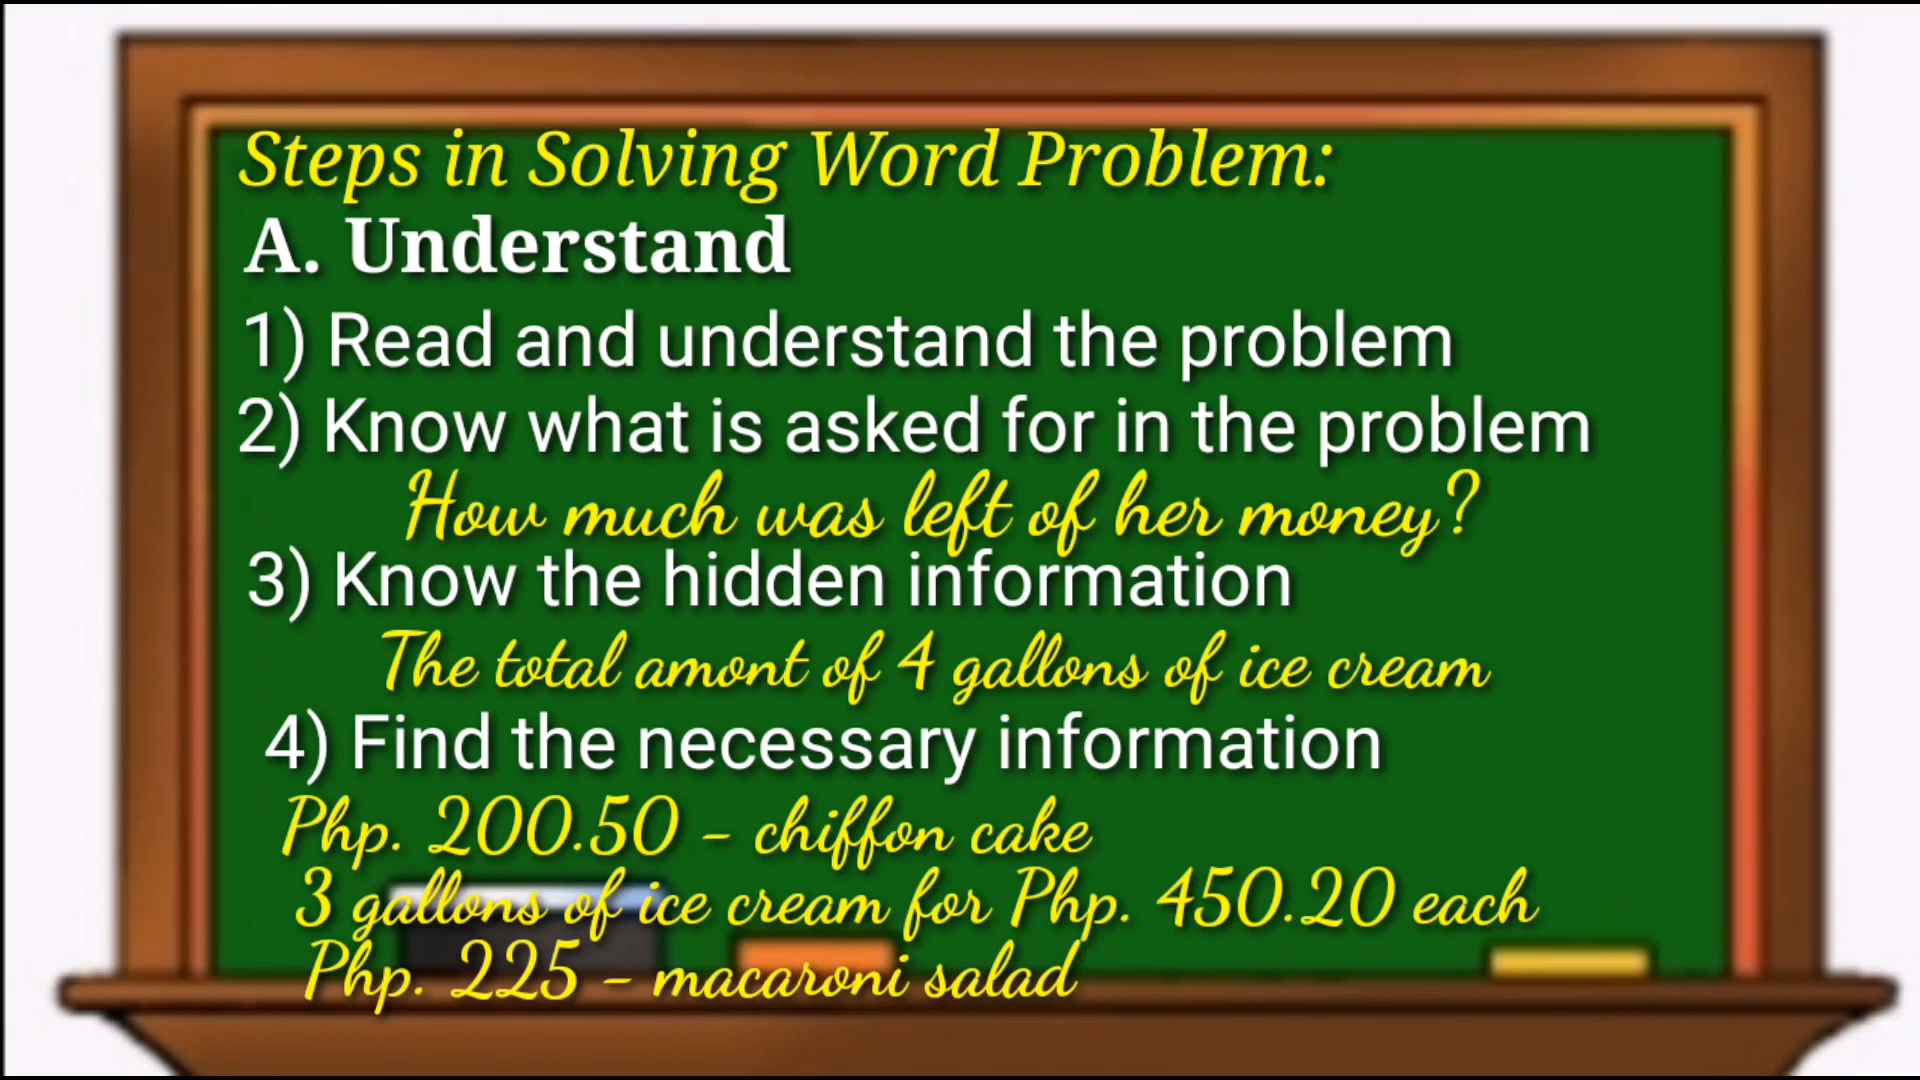 Steps in Solving Word Problem:
A. Understand
1) Read and understand the problem
2) Know what is asked for in the problem
How much was left of her money?
3) Know the hidden information
The total amont of 4 gallons of ice cream
4) Find the necessary information
Php. 200.50 - chiffon cake
3 gallons of ice cream for Php. 450.20 each
Php. 225 - macaroni salad